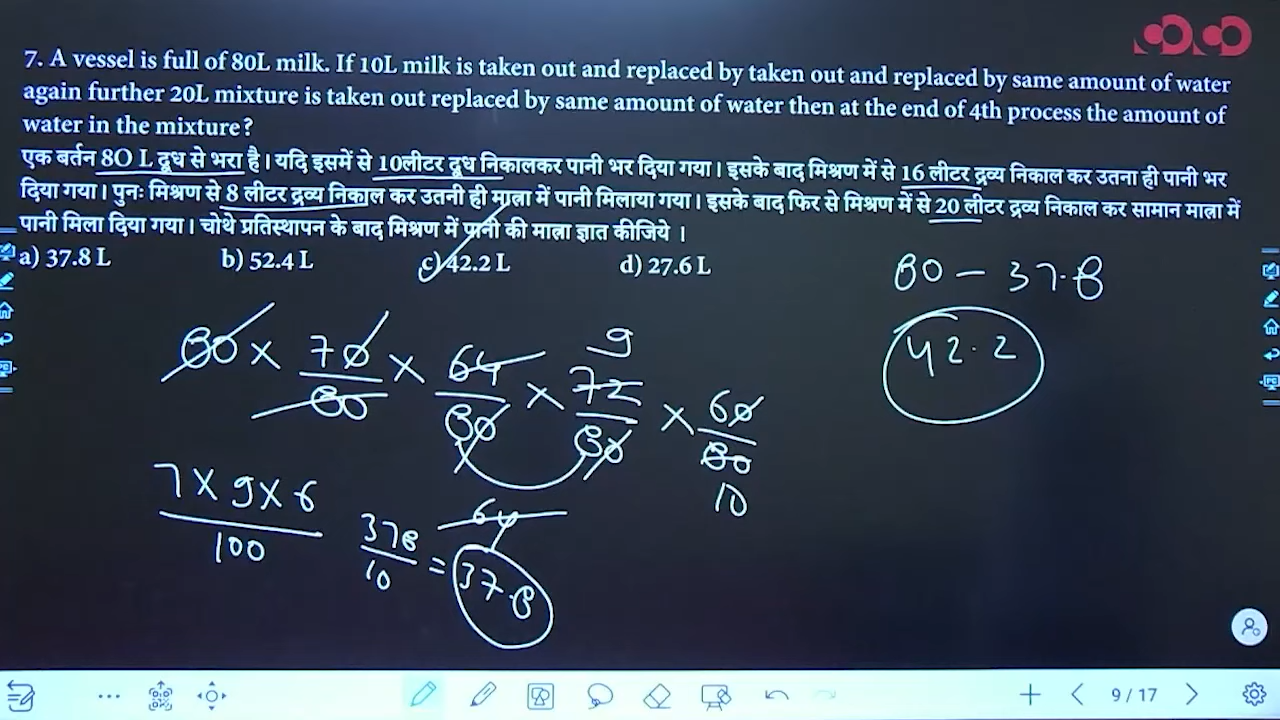 7. A vessel is full of 80L milk. If 10L milk is taken out and replaced by taken out and replaced by same amount of water
again further 20L mixture is taken out replaced by same amount of water then at the end of 4th process the amount of
water in the mixture?
एक बर्तन 80 L दूध से भरा है। यदि इसमें से 10लीटर दूध निकालकर पानी भर दिया गया। इसके बाद मिश्रण में से 16 लीटर द्रव्य निकाल कर उतना ही पानी भर
दिया गया। पुनः मिश्रण से 8 लीटर द्रव्य निकाल कर उतनी ही मात्रा में पानी मिलाया गया। इसके बाद फिर से मिश्रण में से 20 लीटर द्रव्य निकाल कर सामान मात्रा में
पानी मिला दिया गया। चोथे प्रतिस्थापन के बाद मिश्रण में पानी की मात्रा ज्ञात कीजिये ।
a) 37.8 L b) 52.4 L c) 42.2 L d) 27.6 L
80 - 37.8
42.2
9
80 × 70 × 64 × 72 × 60
80 80 80 80
10
7 × 9 × 6
100
64
378
10
= 37.8
9 / 17